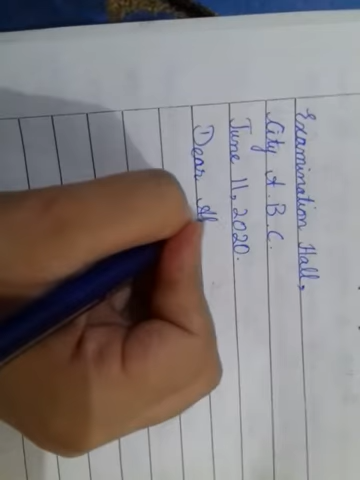 Examination Hall,
City A.B.C.
June 11, 2020.
Dear